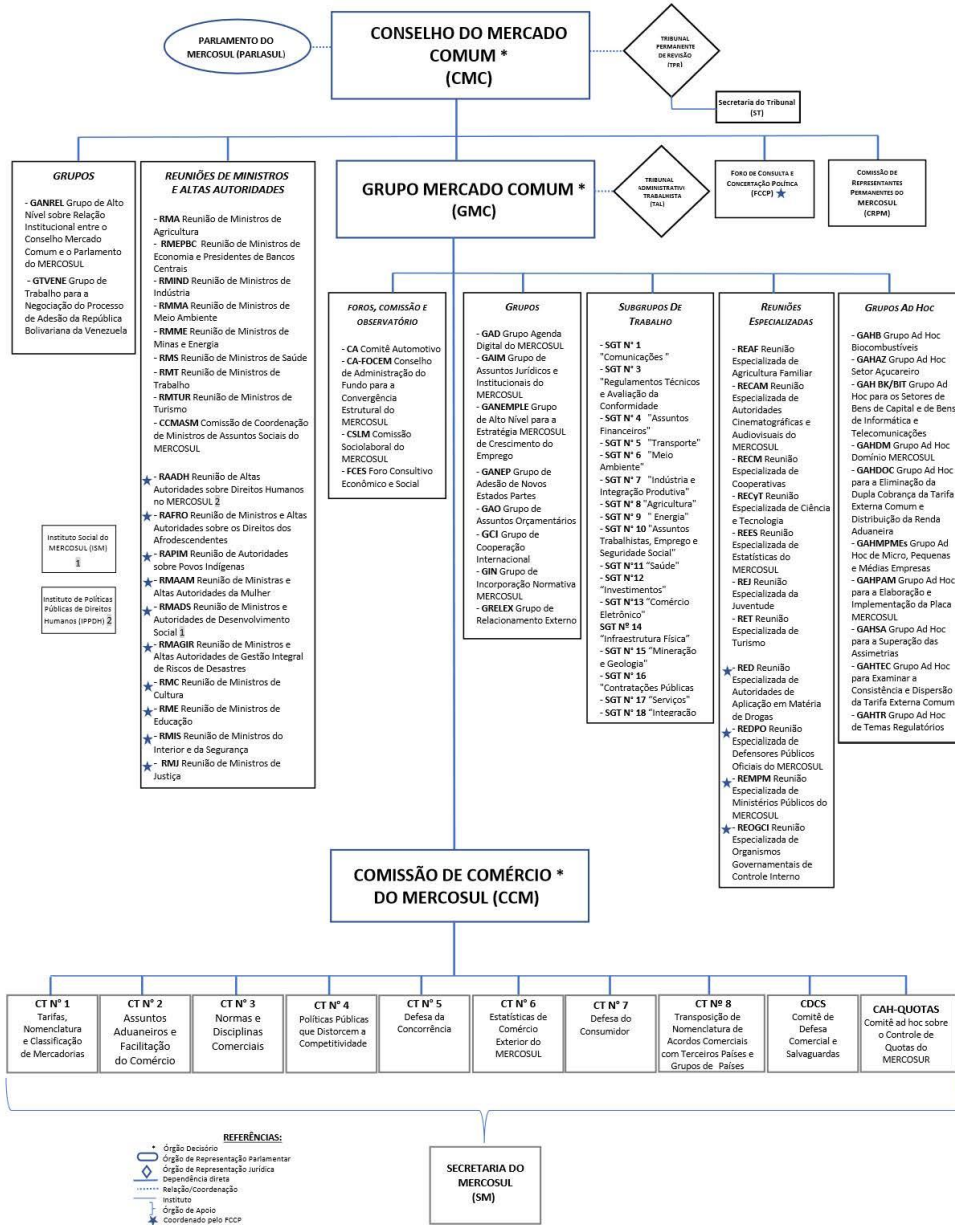 PARLAMENTO DO
MERCOSUL (PARLASUL)
CONSELHO DO MERCADO
COMUM *
(CMC)
TRIBUNAL
PERMANENTE
DE REVISÃO
(TPR)
Secretaria do Tribunal
(ST)
GRUPOS
- GANREL Grupo de Alto
Nível sobre Relação
Institucional entre o
Conselho Mercado
Comum e o Parlamento
do MERCOSUL
- GTVENE Grupo de
Trabalho para a
Negociação do Processo
de Adesão da República
Bolivariana da Venezuela
REUNIÕES DE MINISTROS
E ALTAS AUTORIDADES
- RMA Reunião de Ministros de
Agricultura
- RMEPBC Reunião de Ministros de
Economia e Presidentes de Bancos
Centrais
- RMIND Reunião de Ministros de
Indústria
- RMMA Reunião de Ministros de
Meio Ambiente
- RMME Reunião de Ministros de
Minas e Energia
- RMS Reunião de Ministros de Saúde
- RMT Reunião de Ministros de
Trabalho
- RMTUR Reunião de Ministros de
Turismo
- CCMASM Comissão de Coordenação
de Ministros de Assuntos Sociais do
MERCOSUL
- RAADH Reunião de Altas
Autoridades sobre Direitos Humanos
no MERCOSUL 2
- RAFRO Reunião de Ministros e Altas
Autoridades sobre os Direitos dos
Afrodescendentes
- RAPIM Reunião de Autoridades
sobre Povos Indígenas
- RMAAM Reunião de Ministras e
Altas Autoridades da Mulher
- RMADS Reunião de Ministros e
Autoridades de Desenvolvimento
Social 1
- RMAGIR Reunião de Ministros e
Altas Autoridades de Gestão Integral
de Riscos de Desastres
- RMC Reunião de Ministros de
Cultura
- RME Reunião de Ministros de
Educação
- RMIS Reunião de Ministros do
Interior e da Segurança
- RMJ Reunião de Ministros de
Justiça
Instituto Social do
MERCOSUL (ISM)
1
Instituto de Políticas
Públicas de Direitos
Humanos (IPPDH) 2
GRUPO MERCADO COMUM *
(GMC)
TRIBUNAL
ADMINISTRATIVO
TRABALHISTA
(TAL)
FORO DE CONSULTA E
CONCERTAÇÃO POLÍTICA
(FCCP)
COMISSÃO DE
REPRESENTANTES
PERMANENTES DO
MERCOSUL (CRPM)
FOROS, COMISSÃO E
OBSERVATÓRIO
- CA Comitê Automotivo
- CA-FOCEM Conselho
de Administração do
Fundo para a
Convergência
Estrutural do
MERCOSUL
- CSLM Comissão
Sociolaboral do
MERCOSUL
- FCES Foro Consultivo
Econômico e Social
GRUPOS
- GAD Grupo Agenda
Digital do MERCOSUL
- GAIM Grupo de
Assuntos Jurídicos e
Institucionais do
MERCOSUL
- GANEMPLE Grupo
de Alto Nível para a
Estratégia MERCOSUL
de Crescimento do
Emprego
- GANEP Grupo de
Adesão de Novos
Estados Partes
- GAO Grupo de
Assuntos Orçamentários
- GCI Grupo de
Cooperação
Internacional
- GIN Grupo de
Incorporação Normativa
MERCOSUL
- GRELEX Grupo de
Relacionamento Externo
SUBGRUPOS DE
TRABALHO
- SGT N° 1
"Comunicações "
- SGT N° 3
"Regulamentos Técnicos
e Avaliação da
Conformidade
- SGT N° 4 "Assuntos
Financeiros"
- SGT N° 5 "Transporte"
- SGT N° 6 "Meio
Ambiente"
- SGT N° 7 "Indústria e
Integração Produtiva"
- SGT N° 8 "Agricultura"
- SGT N° 9 " Energia"
- SGT N° 10 "Assuntos
Trabalhistas, Emprego e
Seguridade Social"
- SGT N°11 "Saúde"
- SGT N°12
"Investimentos"
- SGT N°13 "Comércio
Eletrônico"
SGT Nº 14
"Infraestrutura Física"
- SGT N° 15 "Mineração
e Geologia"
- SGT N° 16
"Contratações Públicas
- SGT N° 17 "Serviços"
- SGT N° 18 "Integração
REUNIÕES
ESPECIALIZADAS
- REAF Reunião
Especializada de
Agricultura Familiar
- RECAM Reunião
Especializada de
Autoridades
Cinematográficas e
Audiovisuais do
MERCOSUL
- RECM Reunião
Especializada de
Cooperativas
- RECyT Reunião
Especializada de Ciência
e Tecnologia
- REES Reunião
Especializada de
Estatísticas do
MERCOSUL
- REJ Reunião
Especializada da
Juventude
- RET Reunião
Especializada de
Turismo
- RED Reunião
Especializada de
Autoridades de
Aplicação em Matéria
de Drogas
- REDPO Reunião
Especializada de
Defensores Públicos
Oficiais do MERCOSUL
- REMPM Reunião
Especializada de
Ministérios Públicos do
MERCOSUL
- REOGCI Reunião
Especializada de
Organismos
Governamentais de
Controle Interno
GRUPOS AD HOC
- GAHB Grupo Ad Hoc
Biocombustíveis
- GAHAZ Grupo Ad Hoc
Setor Açucareiro
- GAH BK/BIT Grupo Ad
Hoc para os Setores de
Bens de Capital e de Bens
de Informática e
Telecomunicações
- GAHDM Grupo Ad Hoc
Domínio MERCOSUL
- GAHDOC Grupo Ad Hoc
para a Eliminação da
Dupla Cobrança da Tarifa
Externa Comum e
Distribuição da Renda
Aduaneira
- GAHMPMEs Grupo Ad
Hoc de Micro, Pequenas
e Médias Empresas
- GAHPAM Grupo Ad Hoc
para a Elaboração e
Implementação da Placa
MERCOSUL
- GAHSA Grupo Ad Hoc
para a Superação das
Assimetrias
- GAHTEC Grupo Ad Hoc
para Examinar a
Consistência e Dispersão
da Tarifa Externa Comum
- GAHTR Grupo Ad Hoc
de Temas Regulatórios
COMISSÃO DE COMÉRCIO *
DO MERCOSUL (CCM)
CT N° 1
Tarifas,
Nomenclatura
e Classificação
de Mercadorias
CT N° 2
Assuntos
Aduaneiros e
Facilitação
do Comércio
CT N° 3
Normas e
Disciplinas
Comerciais
CT N° 4
Políticas Públicas
que Distorcem a
Competitividade
CT N° 5
Defesa da
Concorrência
CT N° 6
Estatísticas de
Comércio
Exterior do
MERCOSUL
CT N° 7
Defesa do
Consumidor
CT Nº 8
Transposição de
Nomenclatura de
Acordos Comerciais
com Terceiros Países e
Grupos de Países
CDCS
Comitê de
Defesa
Comercial e
Salvaguardas
CAH-QUOTAS
Comitê ad hoc sobre
o Controle de
Quotas do
MERCOSUR
REFERÊNCIAS:
* Órgão Decisório
Órgão de Representação Parlamentar
Órgão de Representação Jurídica
Dependência direta
Relação/Coordenação
Instituto
Órgão de Apoio
Coordenado pelo FCCP
SECRETARIA DO
MERCOSUL
(SM)